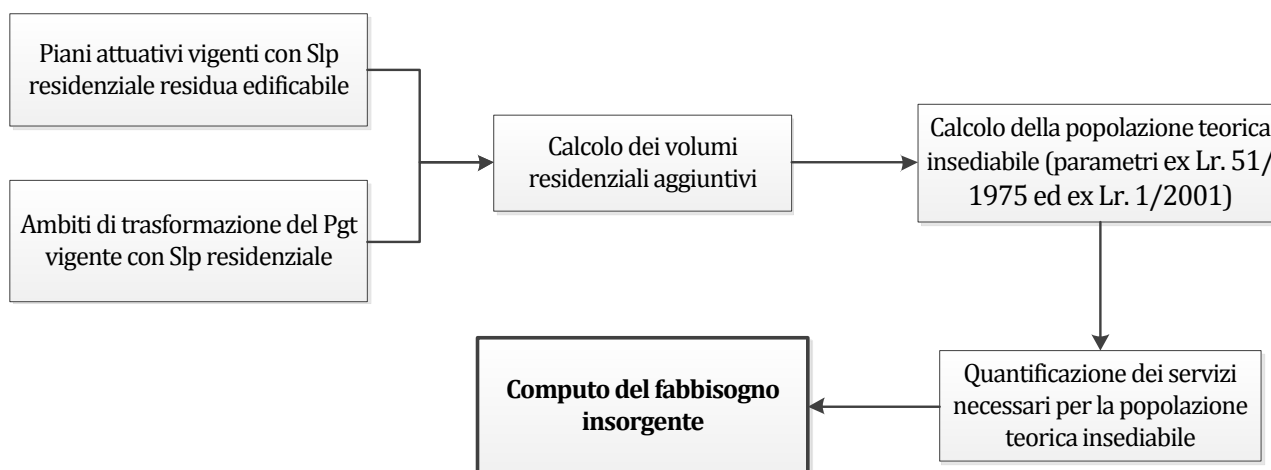 Piani attuativi vigenti con Slp
residenziale residua edificabile
Ambiti di trasformazione del Pgt
vigente con Slp residenziale
Calcolo dei volumi
residenziali aggiuntivi
Calcolo della popolazione teorica
insediabile (parametri ex Lr. 51/
1975 ed ex Lr. 1/2001)
Quantificazione dei servizi
necessari per la popolazione
teorica insediabile
Computo del fabbisogno
insorgente